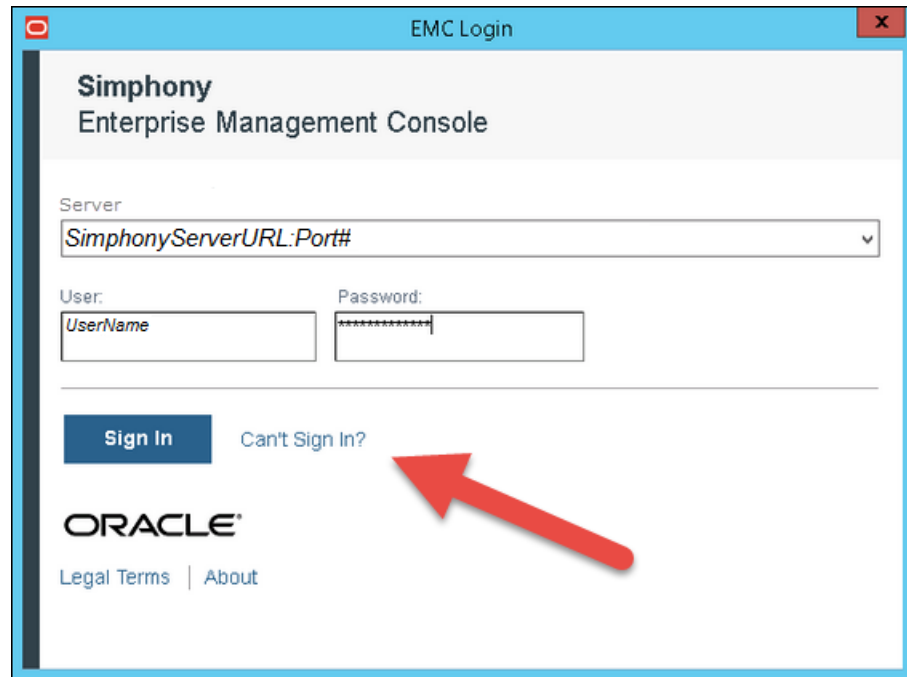 EMC Login
x
Simphony
Enterprise Management Console
Server
SimphonyServerURL:Port#
User: Password:
UserName *************
Sign In Can't Sign In?
ORACLE
Legal Terms | About